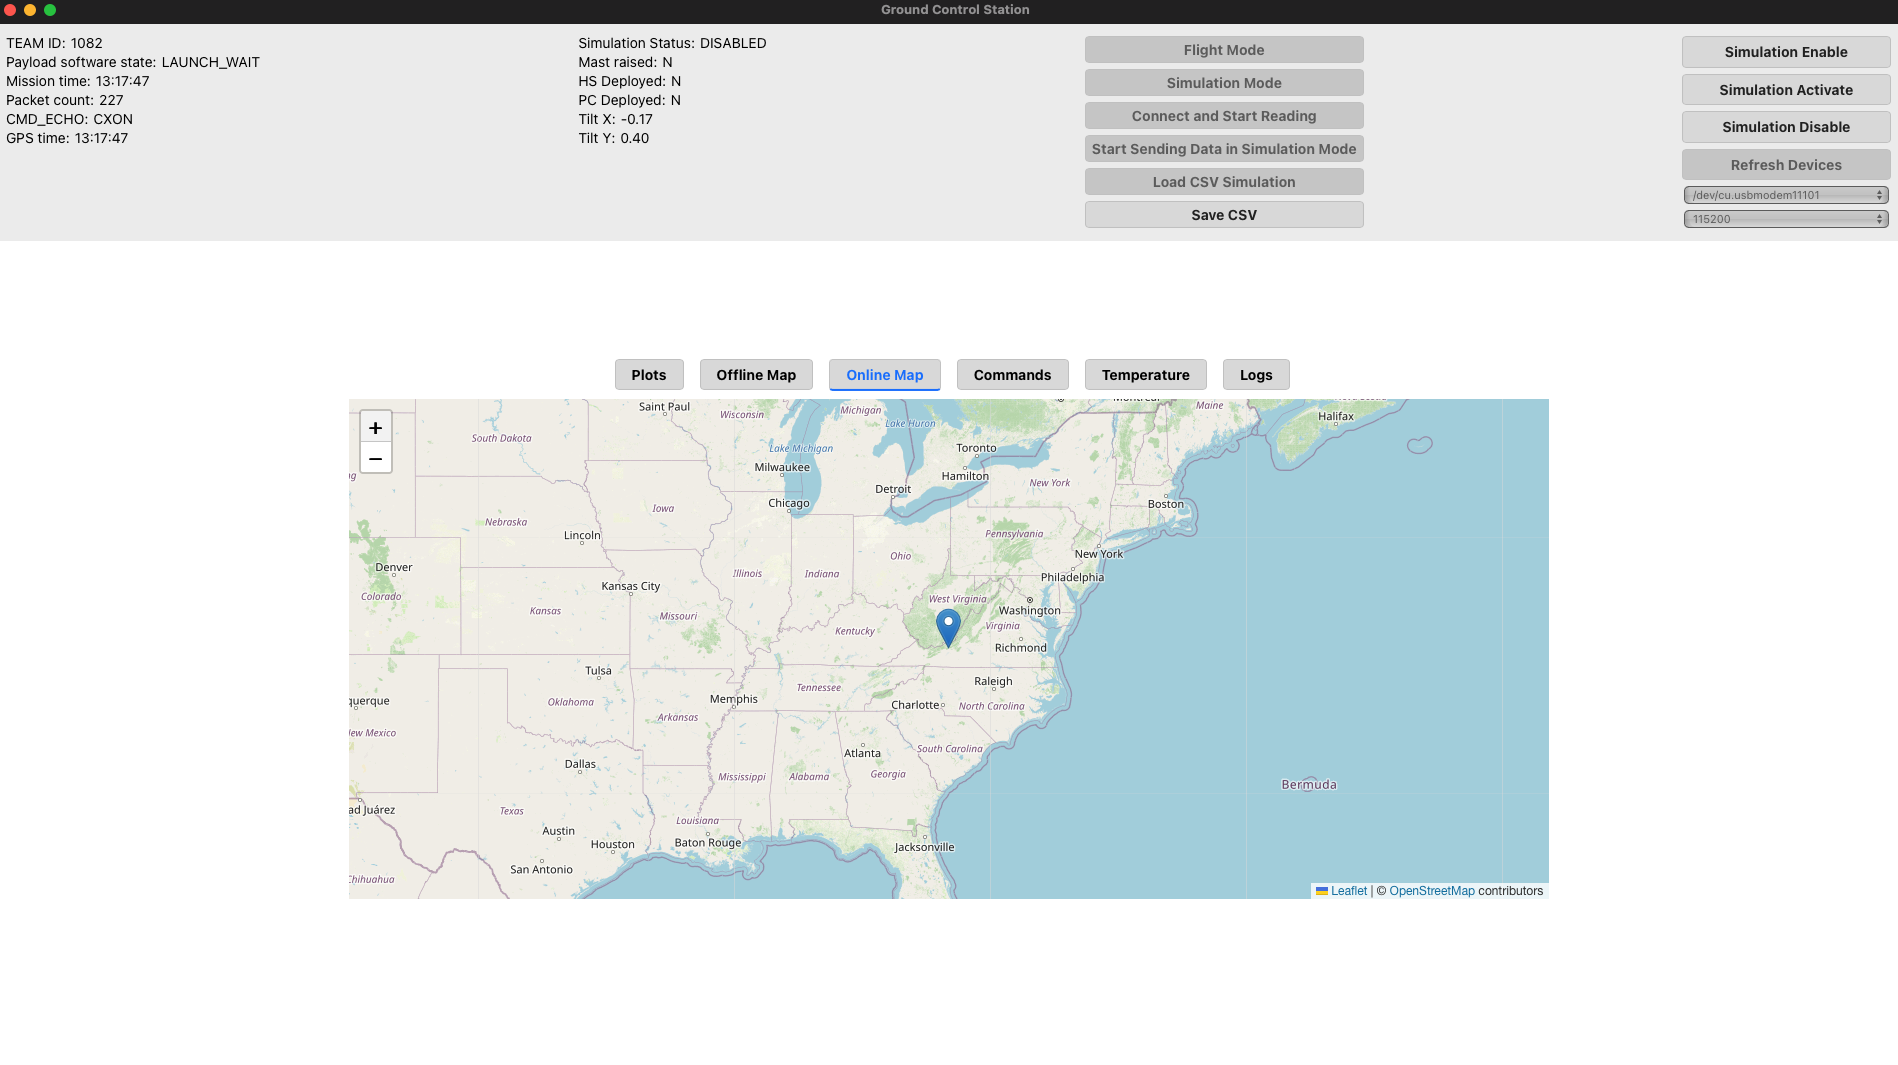 Ground Control Station
TEAM ID: 1082
Payload software state: LAUNCH_WAIT
Mission time: 13:17:47
Packet count: 227
CMD_ECHO: CXON
GPS time: 13:17:47
Simulation Status: DISABLED
Mast raised: N
HS Deployed: N
PC Deployed: N
Tilt X: -0.17
Tilt Y: 0.40
Flight Mode
Simulation Mode
Connect and Start Reading
Start Sending Data in Simulation Mode
Load CSV Simulation
Save CSV
Simulation Enable
Simulation Activate
Simulation Disable
Refresh Devices
/dev/cu.usbmodem11101
115200
Plots
Offline Map
Online Map
Commands
Temperature
Logs
+
−
Saint Paul
Wisconsin
Michigan
Montreal
Maine
Halifax
South Dakota
Lake Huron
Lake Michigan
Toronto
Milwaukee
Hamilton
New York
Detroit
Chicago
Boston
Iowa
Nebraska
Lincoln
Pennsylvania
New York
Ohio
Denver
Illinois
Indiana
Philadelphia
Kansas City
Colorado
West Virginia
Washington
Kansas
Missouri
Virginia
Kentucky
Richmond
Tulsa
Raleigh
Tennessee
querque
Oklahoma
Memphis
Charlotte
North Carolina
Arkansas
ew Mexico
South Carolina
Atlanta
Dallas
Mississippi
Alabama
Georgia
Bermuda
ad Juárez
Texas
Louisiana
Austin
Houston
Baton Rouge
Jacksonville
San Antonio
Chihuahua
Leaflet | © OpenStreetMap contributors